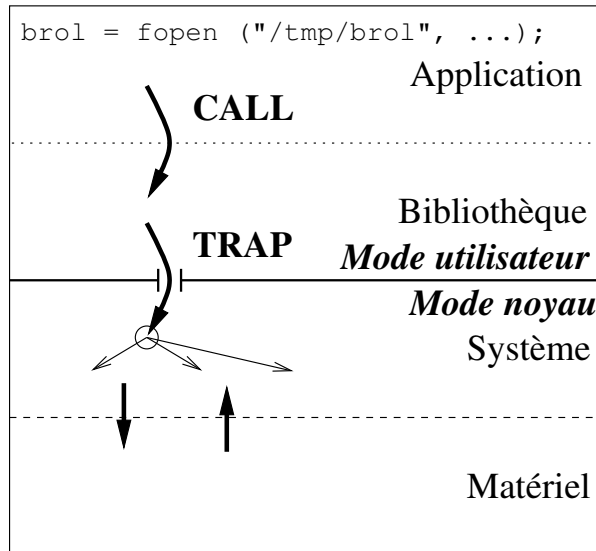 brol = fopen ("/tmp/brol", ...);
Application
CALL
Bibliothèque
TRAP
Mode utilisateur
Mode noyau
Système
Matériel